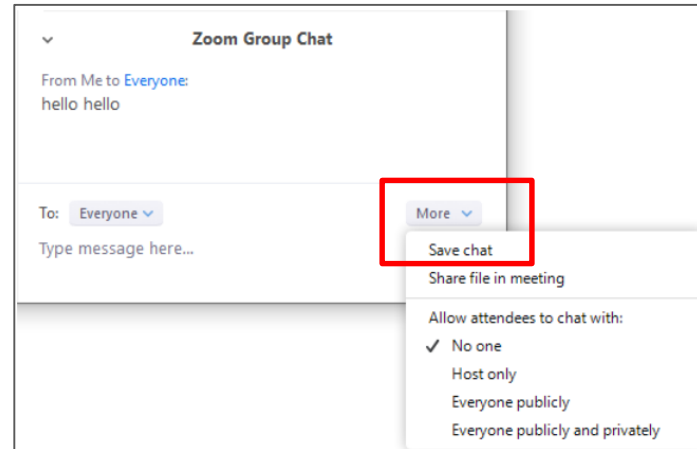 Zoom Group Chat
From Me to Everyone:
hello hello
To: Everyone More
Type message here...
Save chat
Share file in meeting
Allow attendees to chat with:
✓ No one
Host only
Everyone publicly
Everyone publicly and privately